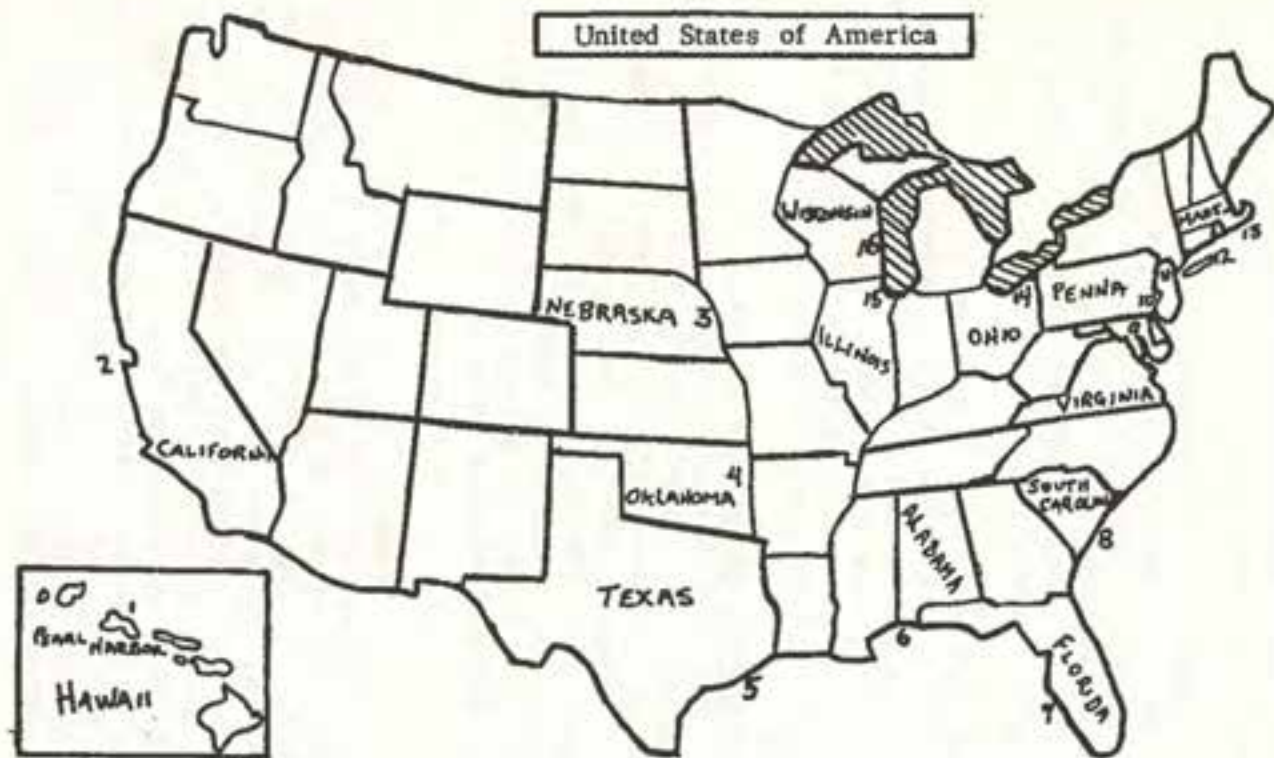 United States of America
WISCONSIN
16
MASS.
13
12
11
NEBRASKA 3
15
14
PENNA
10
ILLINOIS
OHIO
9
2
VIRGINIA
CALIFORNIA
4
OKLAHOMA
SOUTH
CAROLINA
ALABAMA
8
TEXAS
1
PEARL
HARBOR
6
FLORIDA
5
7
HAWAII